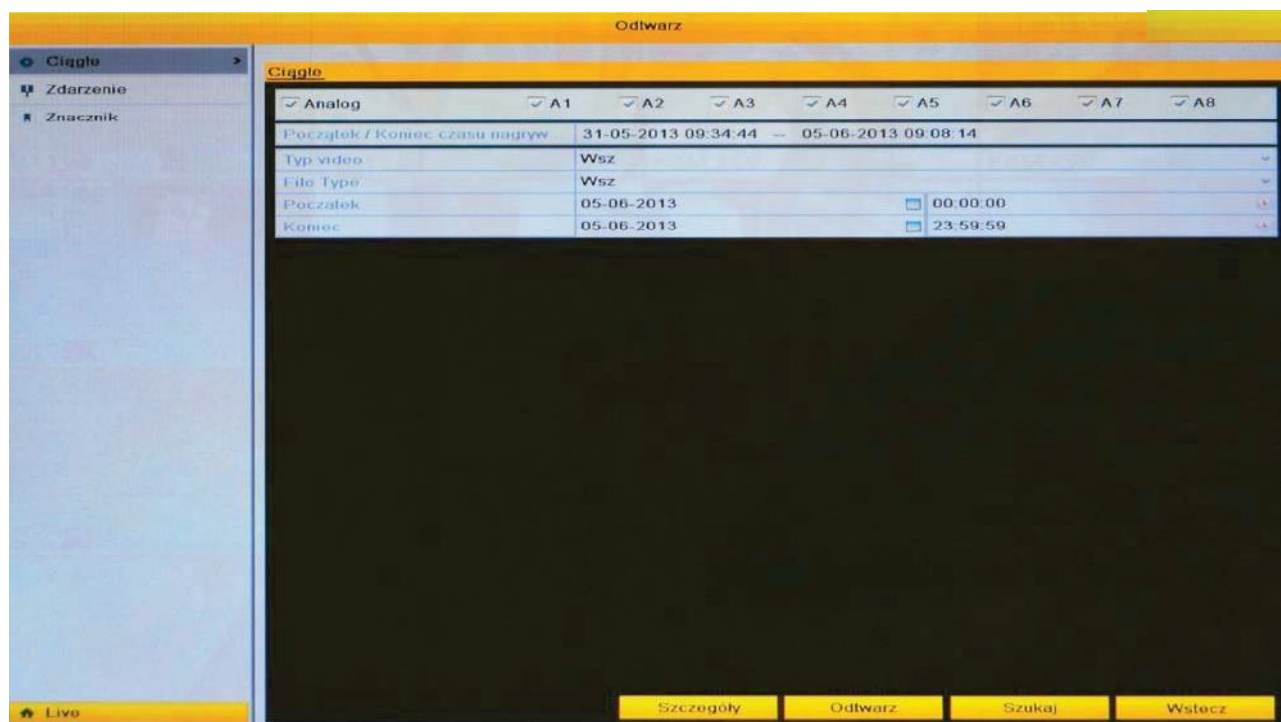 Odtwarz
Ciągłe
Zdarzenie
Znacznik
Ciągłe
Analog A1 A2 A3 A4 A5 A6 A7 A8
Początek / Koniec czasu nagryw... 31-05-2013 09:34:44 -- 05-06-2013 09:08:14
Typ video Wsz
File Type Wsz
Początek 05-06-2013 00:00:00
Koniec 05-06-2013 23:59:59
Live
Szczegóły Odtwarz Szukaj Wstecz